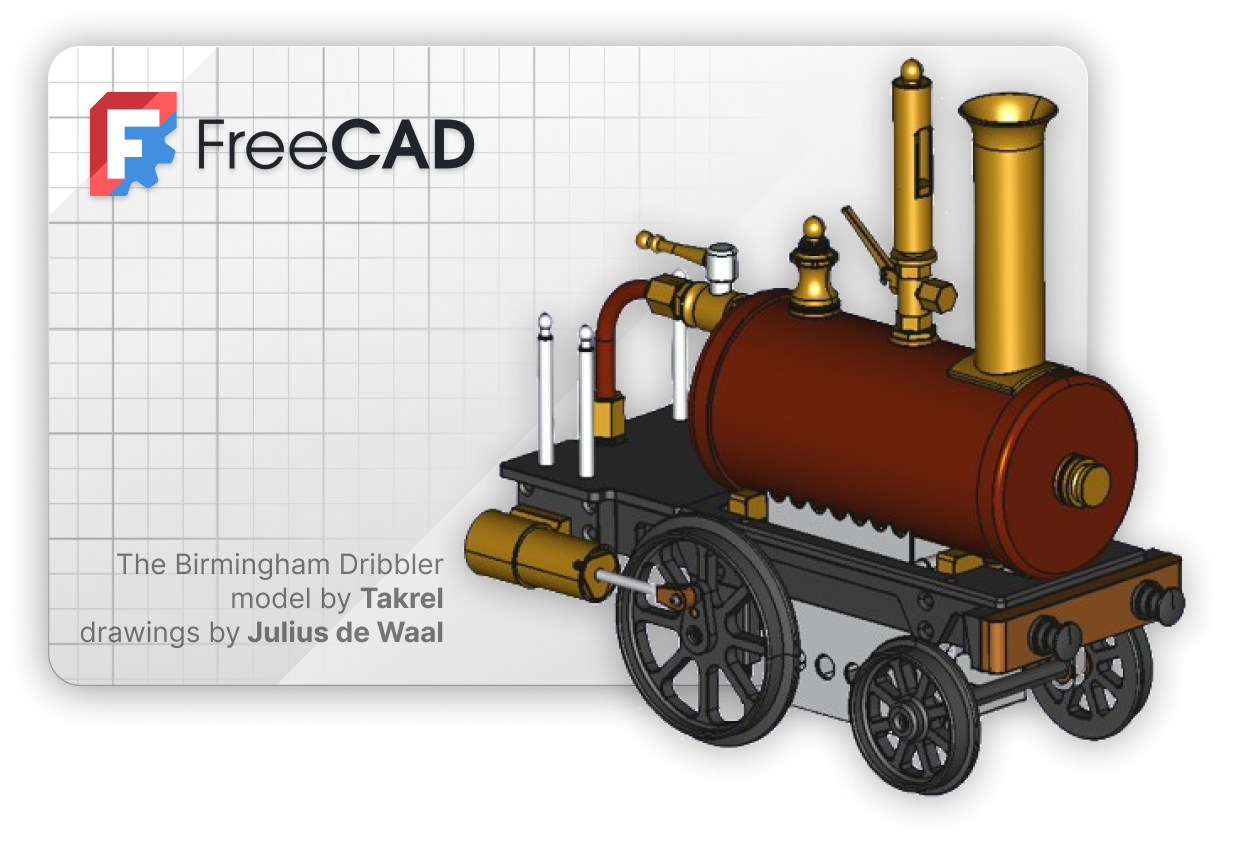 FreeCAD
The Birmingham Dribbler
model by Takrel
drawings by Julius de Waal